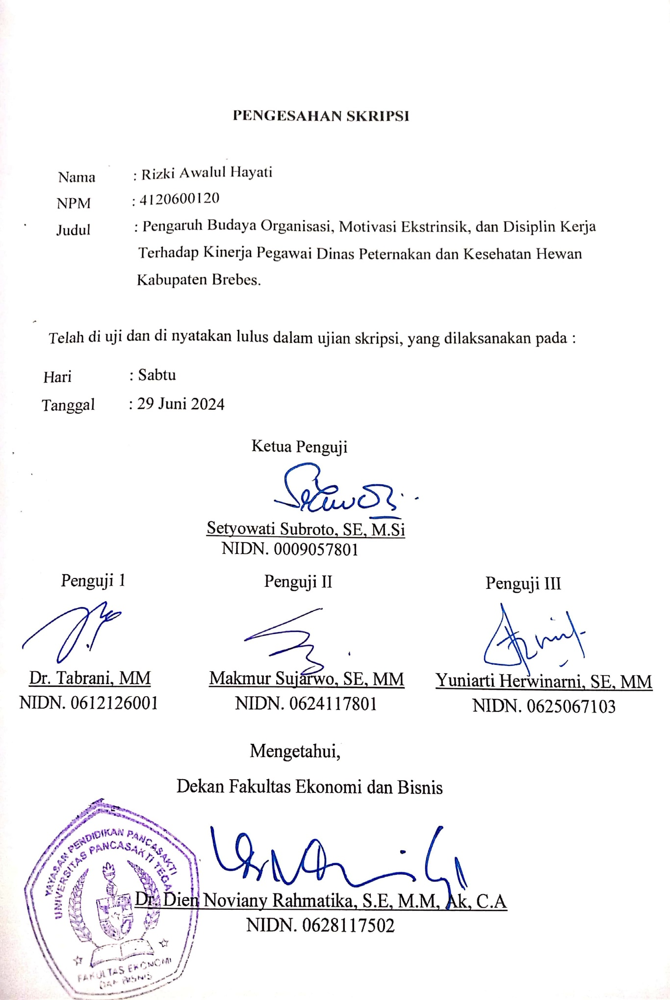 PENGESAHAN SKRIPSI
Nama : Rizki Awalul Hayati
NPM : 4120600120
Judul : Pengaruh Budaya Organisasi, Motivasi Ekstrinsik, dan Disiplin Kerja
Terhadap Kinerja Pegawai Dinas Peternakan dan Kesehatan Hewan
Kabupaten Brebes.
Telah di uji dan di nyatakan lulus dalam ujian skripsi, yang dilaksanakan pada :
Hari : Sabtu
Tanggal : 29 Juni 2024
Ketua Penguji
Setyowati Subroto, SE, M.Si
NIDN. 0009057801
Penguji 1 Penguji II Penguji III
Dr. Tabrani, MM Makmur Sujarwo, SE, MM Yuniarti Herwinarni, SE, MM
NIDN. 0612126001 NIDN. 0624117801 NIDN. 0625067103
Mengetahui,
Dekan Fakultas Ekonomi dan Bisnis
YAYASAN PENDIDIKAN PANCASAKTI
UNIVERSITAS PANCASAKTI TEGAL
Dr. Dien Noviany Rahmatika, S.E, M.M, Ak, C.A
NIDN. 0628117502
FAKULTAS EKONOMI
DAN BISNIS